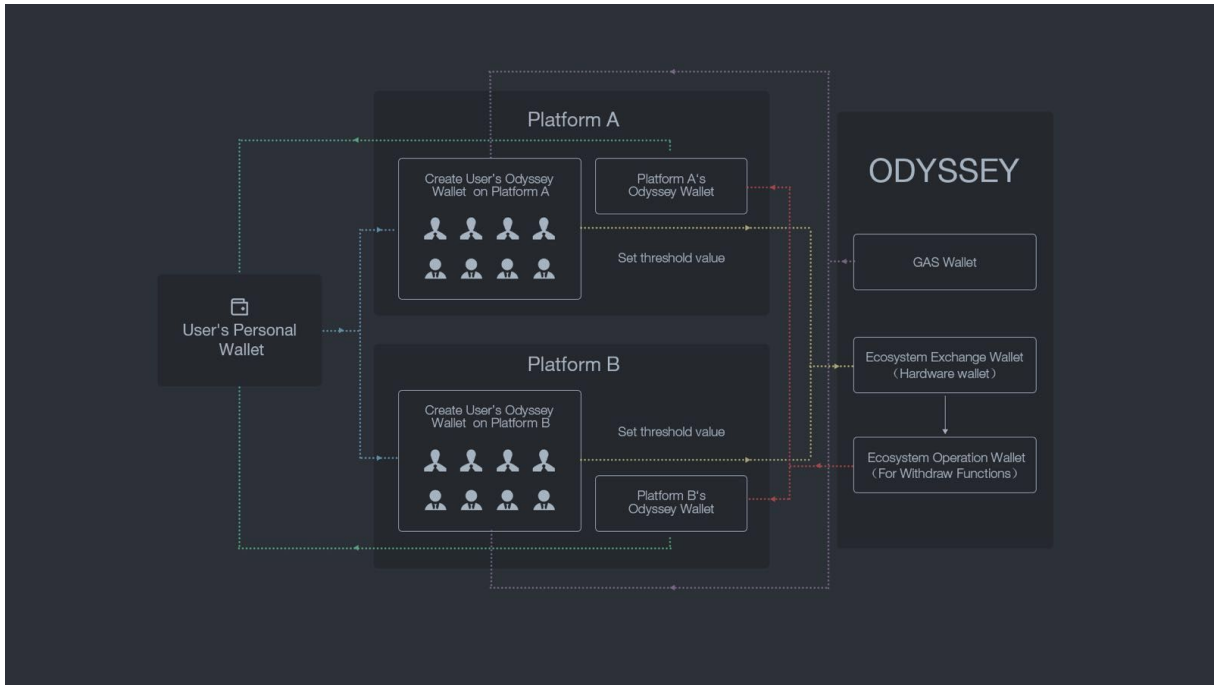 Platform A
Create User's Odyssey
Wallet on Platform A
Platform A's
Odyssey Wallet
Set threshold value
User's Personal
Wallet
Platform B
Create User's Odyssey
Wallet on Platform B
Set threshold value
Platform B's
Odyssey Wallet
ODYSSEY
GAS Wallet
Ecosystem Exchange Wallet
（Hardware wallet）
Ecosystem Operation Wallet
（For Withdraw Functions）